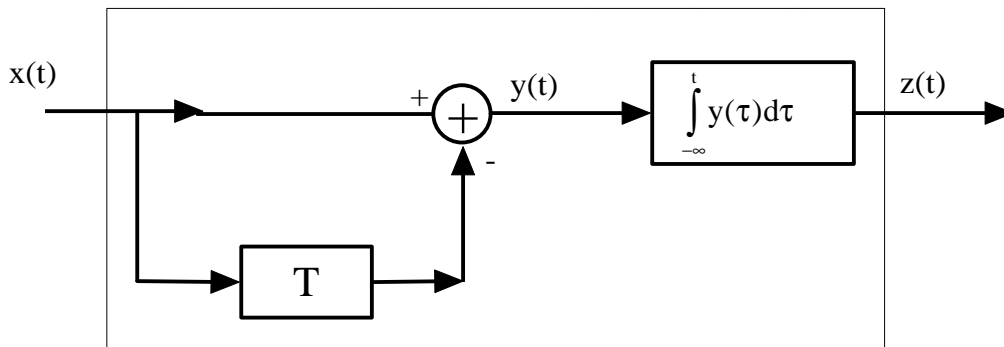 x(t)
+
+
y(t)
t
∫ y(τ)dτ
−∞
z(t)
-
T